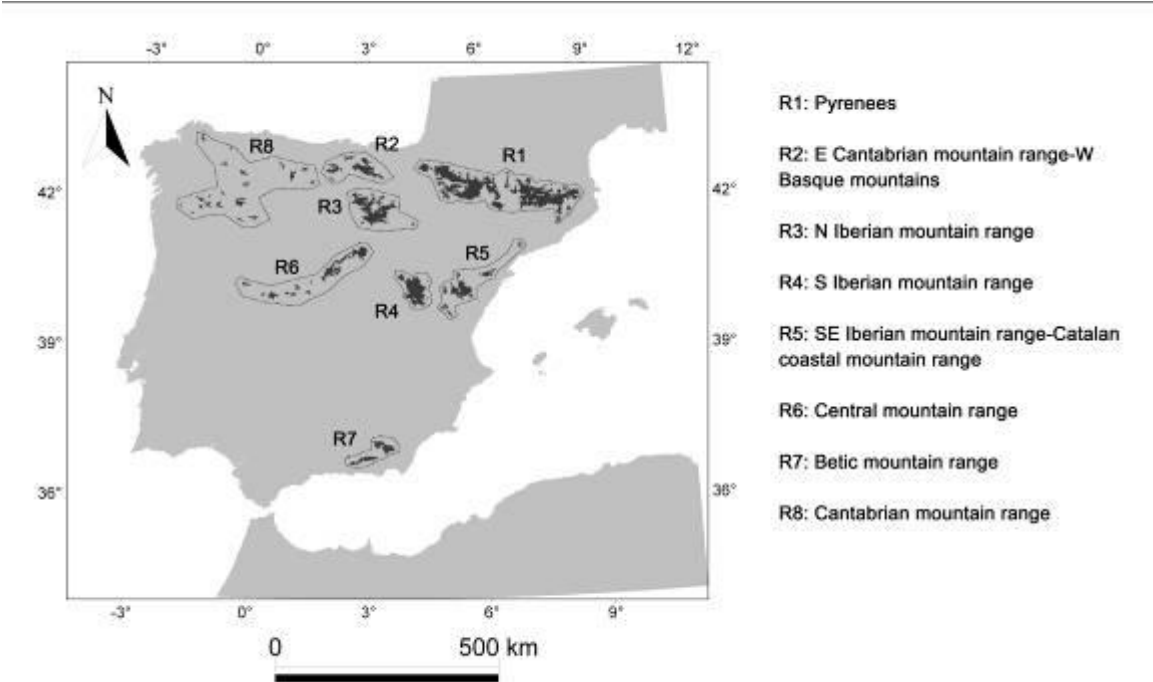 -3° 0° 3° 6° 9° 12°
N
R8 R2 R1
42° 42°
R3
R5
R6
R4
39° 39°
R7
36° 36°
-3° 0° 3° 6° 9°
0 500 km
R1: Pyrenees
R2: E Cantabrian mountain range-W
Basque mountains
R3: N Iberian mountain range
R4: S Iberian mountain range
R5: SE Iberian mountain range-Catalan
coastal mountain range
R6: Central mountain range
R7: Betic mountain range
R8: Cantabrian mountain range